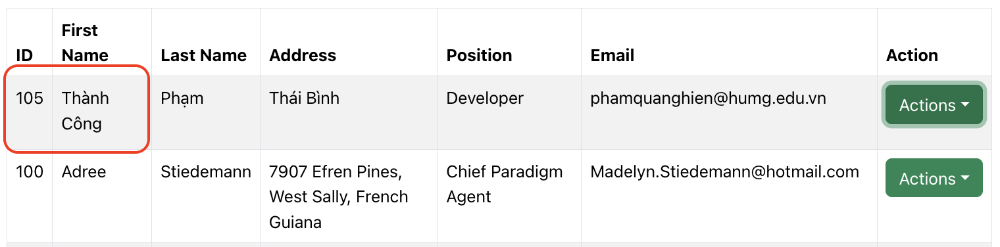 ID
First
Name
Last Name
Address
Position
Email
Action
105
Thành
Công
Phạm
Thái Bình
Developer
phamquanghien@humg.edu.vn
Actions
100
Adree
Stiedemann
7907 Efren Pines,
West Sally, French
Guiana
Chief Paradigm
Agent
Madelyn.Stiedemann@hotmail.com
Actions